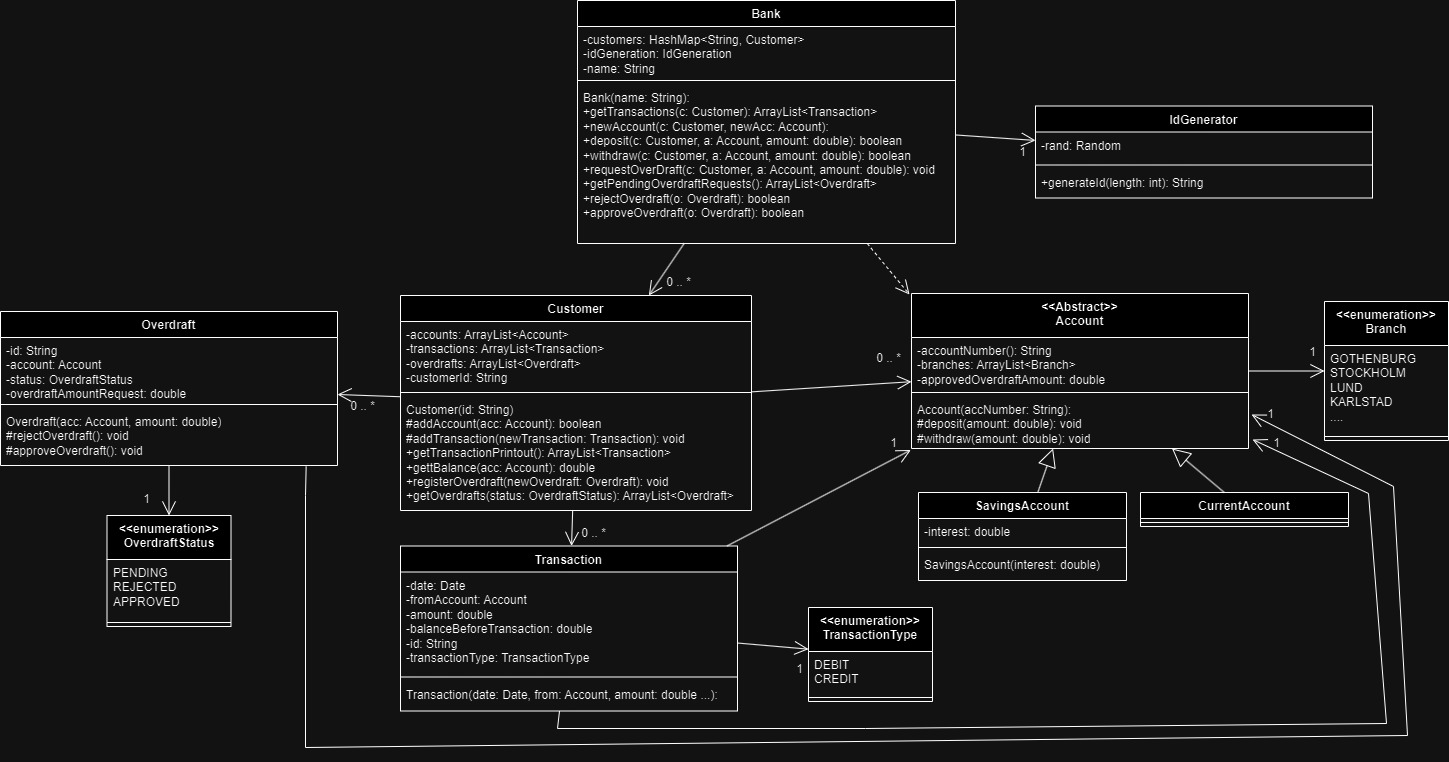 Bank
-customers: HashMap<String, Customer>
-idGeneration: IdGeneration
-name: String
Bank(name: String):
+getTransactions(c: Customer): ArrayList<Transaction>
+newAccount(c: Customer, newAcc: Account):
+deposit(c: Customer, a: Account, amount: double): boolean
+withdraw(c: Customer, a: Account, amount: double): boolean
+requestOverDraft(c: Customer, a: Account, amount: double): void
+getPendingOverdraftRequests(): ArrayList<Overdraft>
+rejectOverdraft(o: Overdraft): boolean
+approveOverdraft(o: Overdraft): boolean
IdGenerator
-rand: Random
+generateId(length: int): String
1
0 .. *
Overdraft
-id: String
-account: Account
-status: OverdraftStatus
-overdraftAmountRequest: double
Overdraft(acc: Account, amount: double)
#rejectOverdraft(): void
#approveOverdraft(): void
0 .. *
Customer
-accounts: ArrayList<Account>
-transactions: ArrayList<Transaction>
-overdrafts: ArrayList<Overdraft>
-customerId: String
Customer(id: String)
#addAccount(acc: Account): boolean
#addTransaction(newTransaction: Transaction): void
+getTransactionPrintout(): ArrayList<Transaction>
+gettBalance(acc: Account): double
+registerOverdraft(newOverdraft: Overdraft): void
+getOverdrafts(status: OverdraftStatus): ArrayList<Overdraft>
0 .. *
<<Abstract>>
Account
-accountNumber(): String
-branches: ArrayList<Branch>
-approvedOverdraftAmount: double
Account(accNumber: String):
#deposit(amount: double): void
#withdraw(amount: double): void
1
<<enumeration>>
Branch
GOTHENBURG
STOCKHOLM
LUND
KARLSTAD
....
1
1
1
1
<<enumeration>>
OverdraftStatus
PENDING
REJECTED
APPROVED
0 .. *
Transaction
-date: Date
-fromAccount: Account
-amount: double
-balanceBeforeTransaction: double
-id: String
-transactionType: TransactionType
Transaction(date: Date, from: Account, amount: double ...):
SavingsAccount
-interest: double
SavingsAccount(interest: double)
CurrentAccount
1
<<enumeration>>
TransactionType
DEBIT
CREDIT